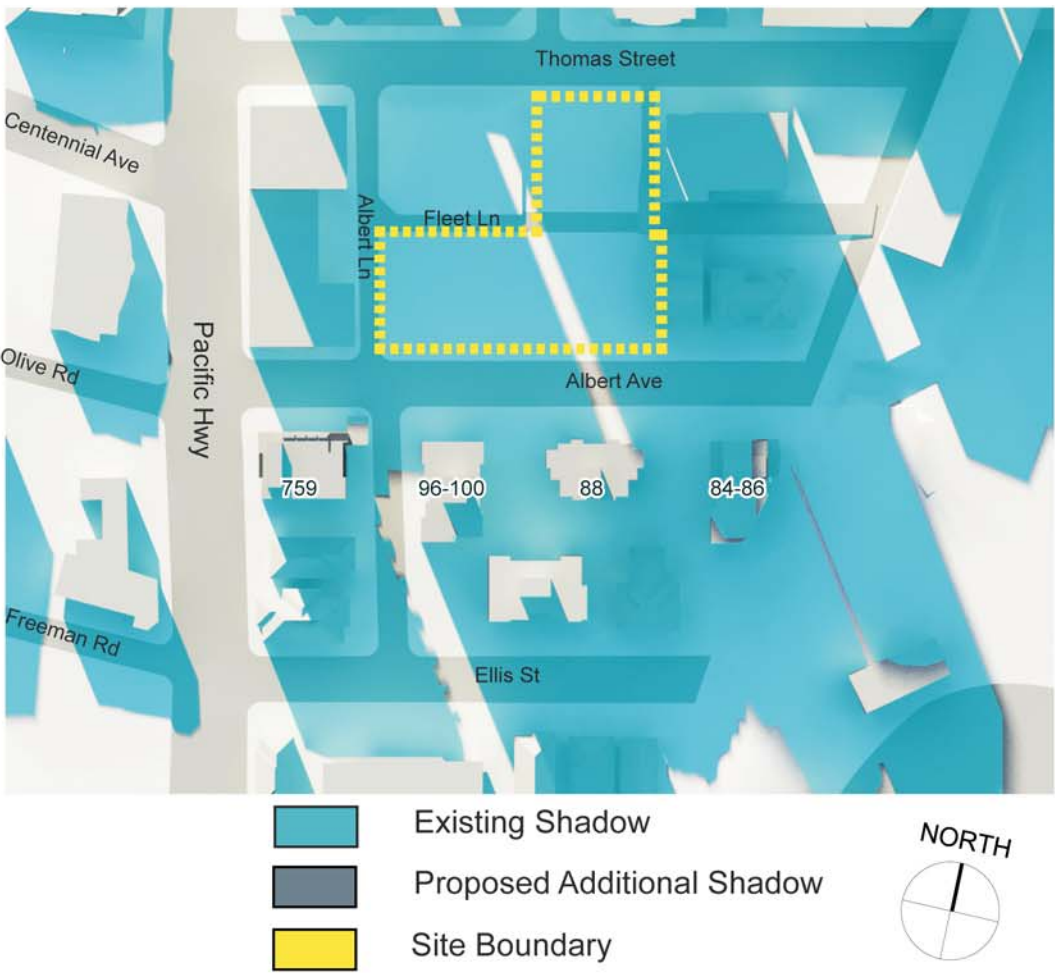 Thomas Street
Centennial Ave
Albert Ln
Fleet Ln
Pacific Hwy
Olive Rd
Albert Ave
759
96-100
88
84-86
Freeman Rd
Ellis St
Existing Shadow
Proposed Additional Shadow
Site Boundary
NORTH